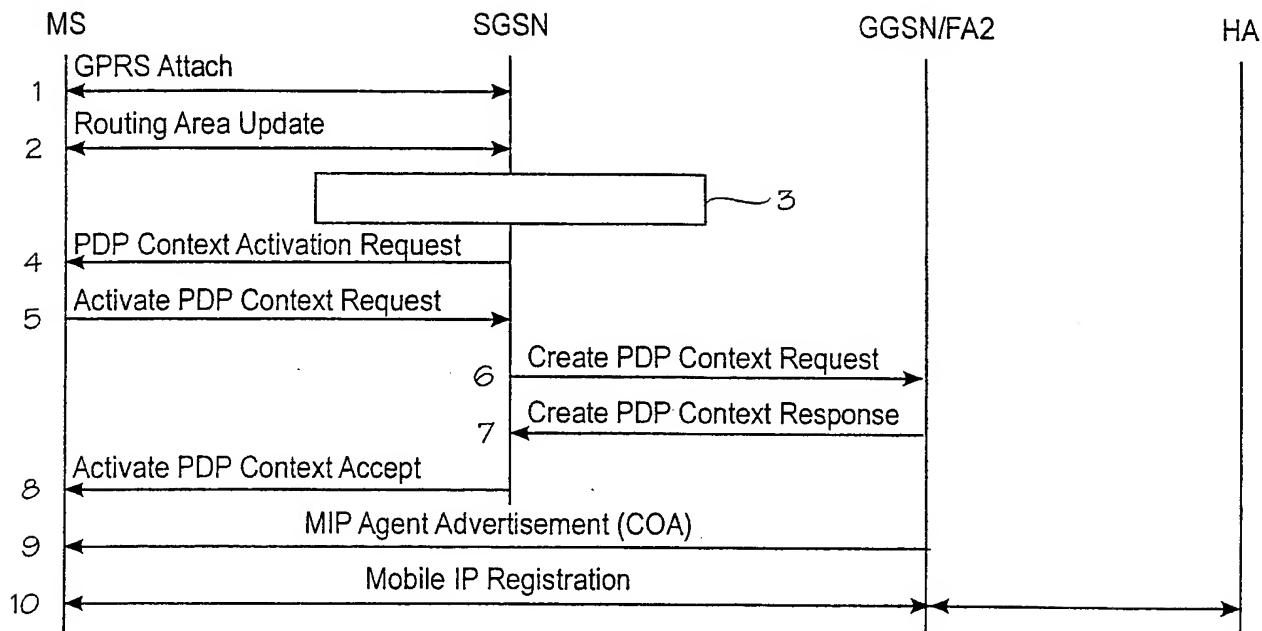 MS SGSN GGSN/FA2 HA
GPRS Attach
1
Routing Area Update
2
3
PDP Context Activation Request
4
Activate PDP Context Request
5
Create PDP Context Request
6
Create PDP Context Response
7
Activate PDP Context Accept
8
MIP Agent Advertisement (COA)
9
Mobile IP Registration
10